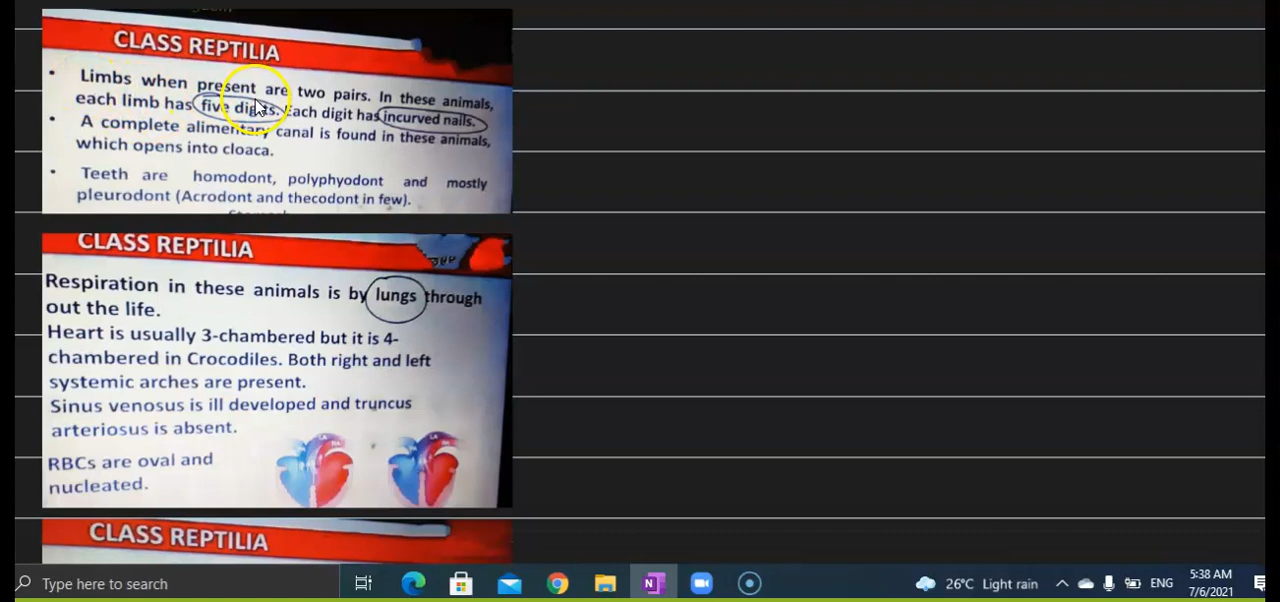 CLASS REPTILIA
• Limbs when present are two pairs. In these animals,
each limb has five digits. Each digit has incurved nails.
• A complete alimentary canal is found in these animals,
which opens into cloaca.
• Teeth are homodont, polyphyodont and mostly
pleurodont (Acrodont and thecodont in few).
CLASS REPTILIA
Respiration in these animals is by lungs through
out the life.
Heart is usually 3-chambered but it is 4-
chambered in Crocodiles. Both right and left
systemic arches are present.
Sinus venosus is ill developed and truncus
arteriosus is absent.
RBCs are oval and
nucleated.
CLASS REPTILIA
Type here to search
26°C Light rain
ENG
5:38 AM
7/6/2021